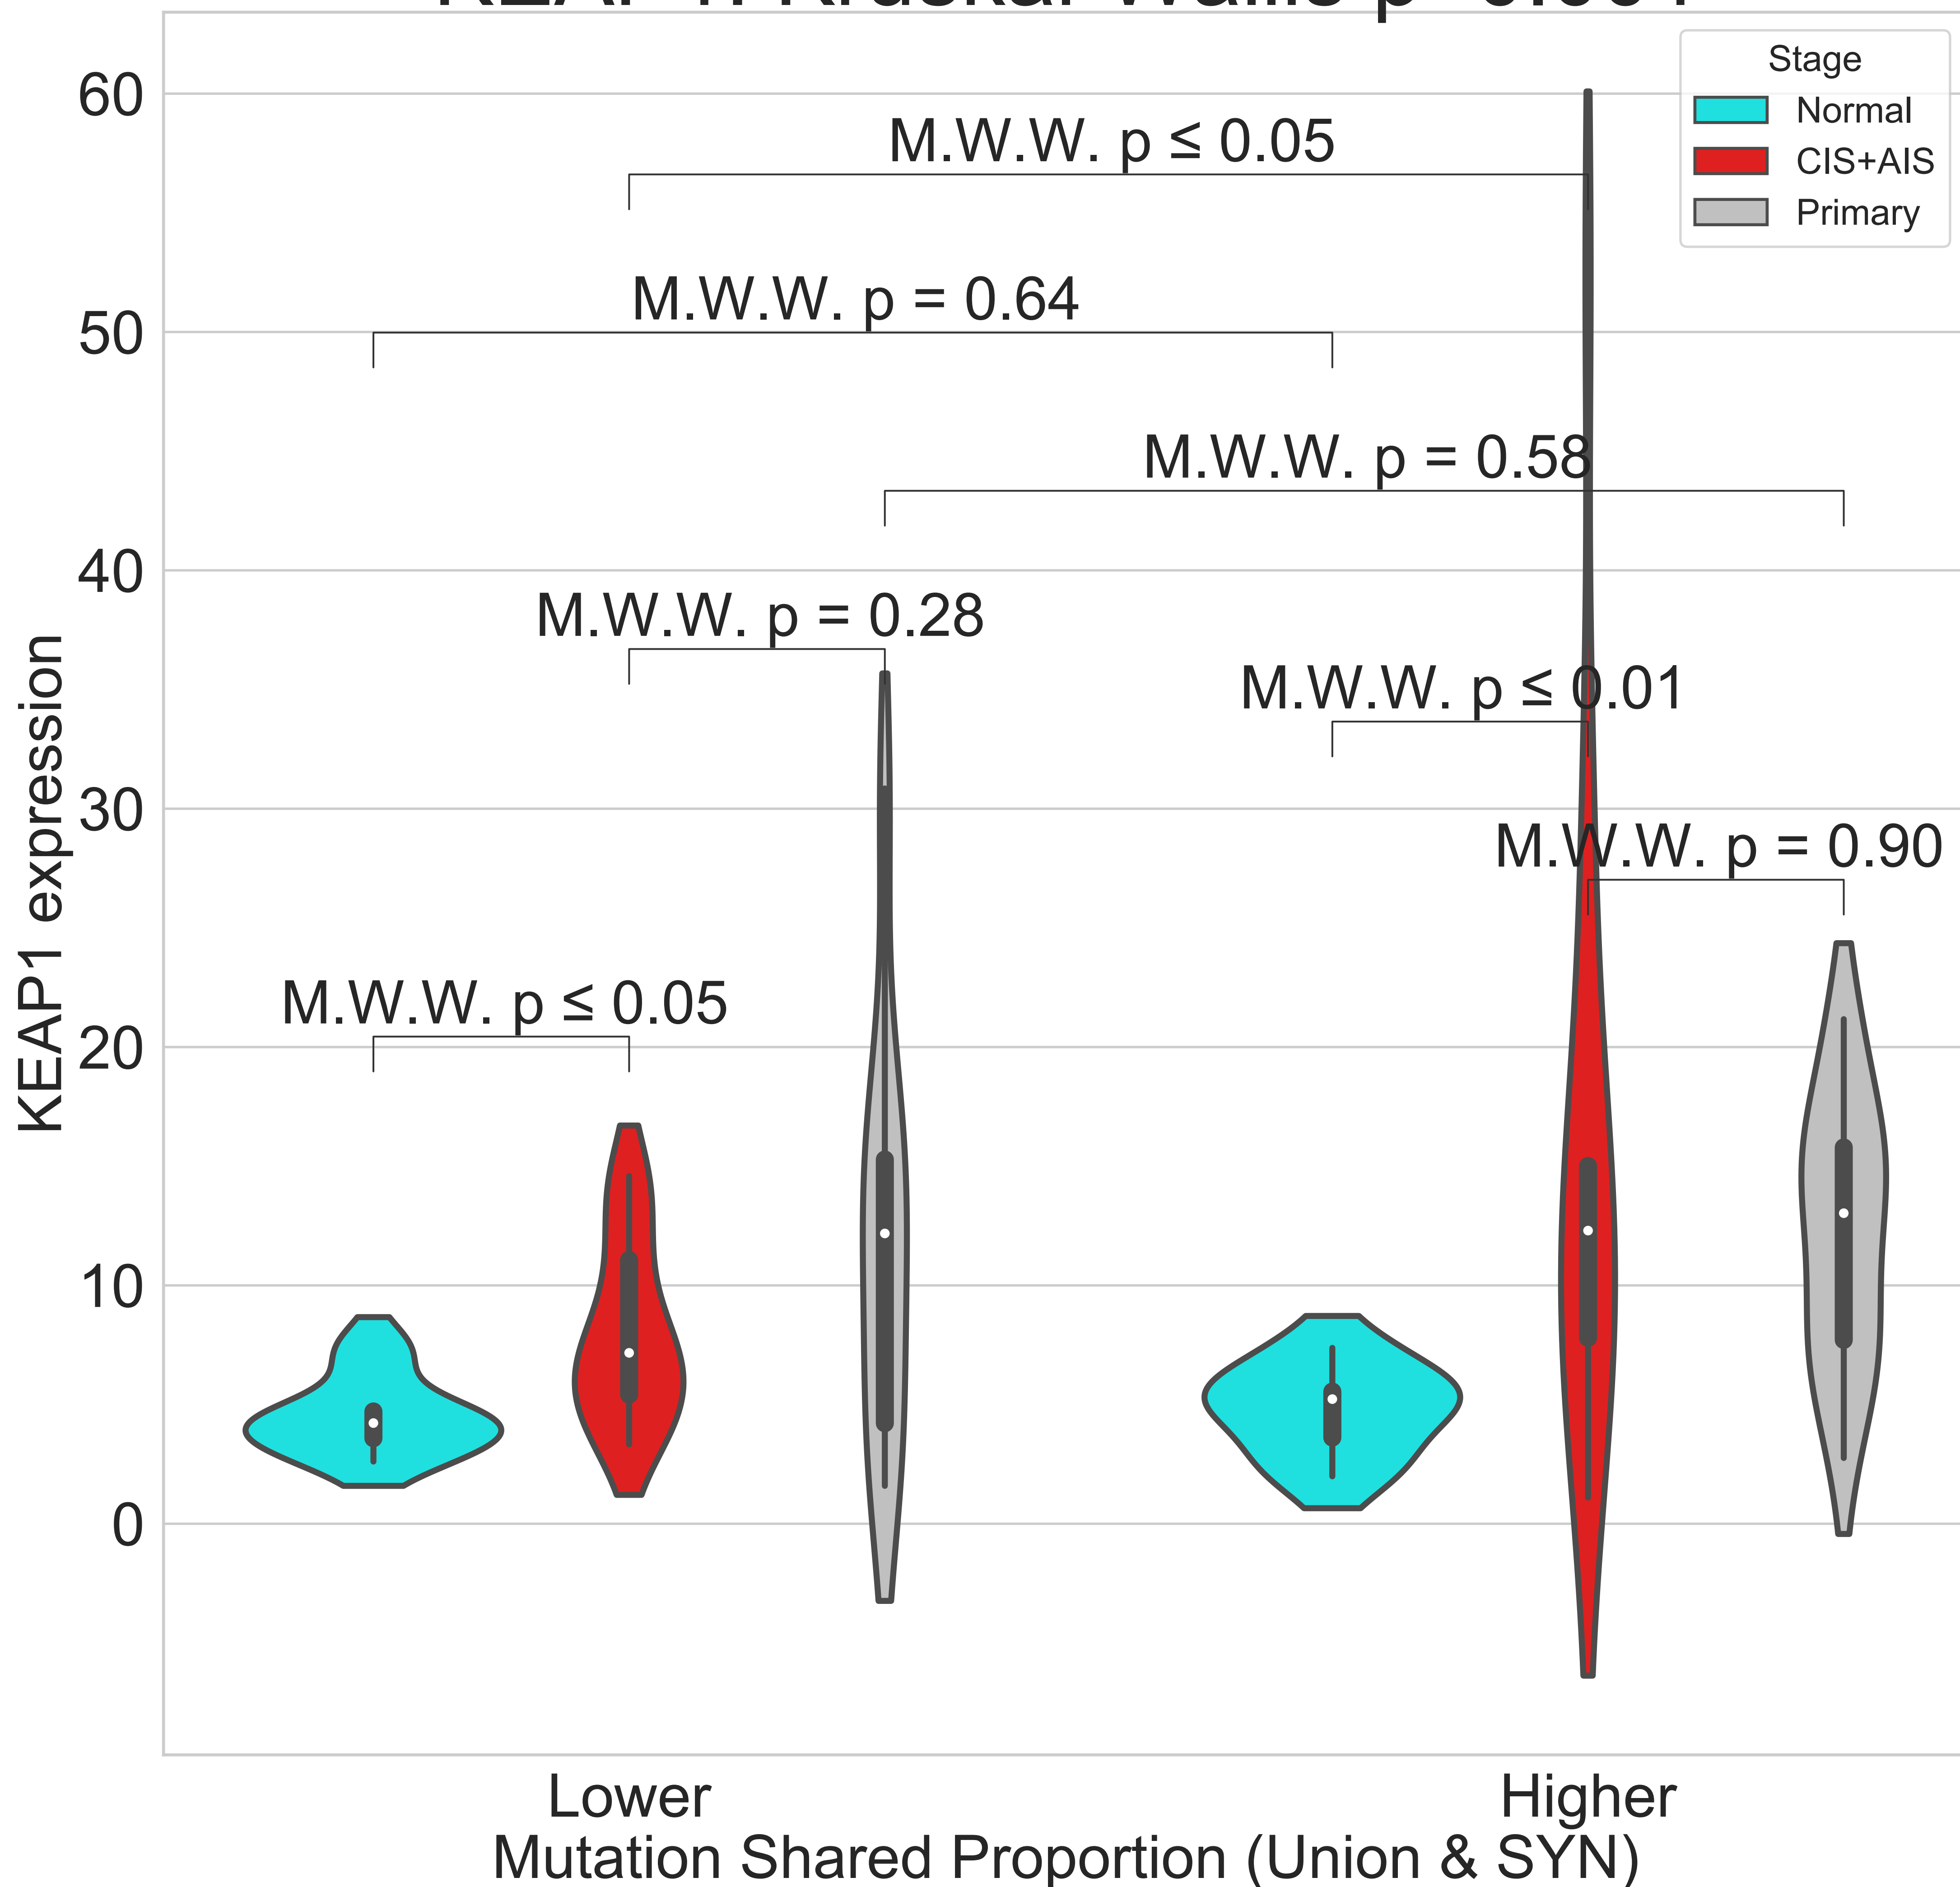 Stage
Normal
CIS+AIS
Primary
60
50
40
30
20
10
0
KEAP1 expression
M.W.W. p ≤ 0.05
M.W.W. p = 0.64
M.W.W. p = 0.58
M.W.W. p = 0.28
M.W.W. p ≤ 0.01
M.W.W. p = 0.90
M.W.W. p ≤ 0.05
Lower
Higher
Mutation Shared Proportion (Union & SYN)